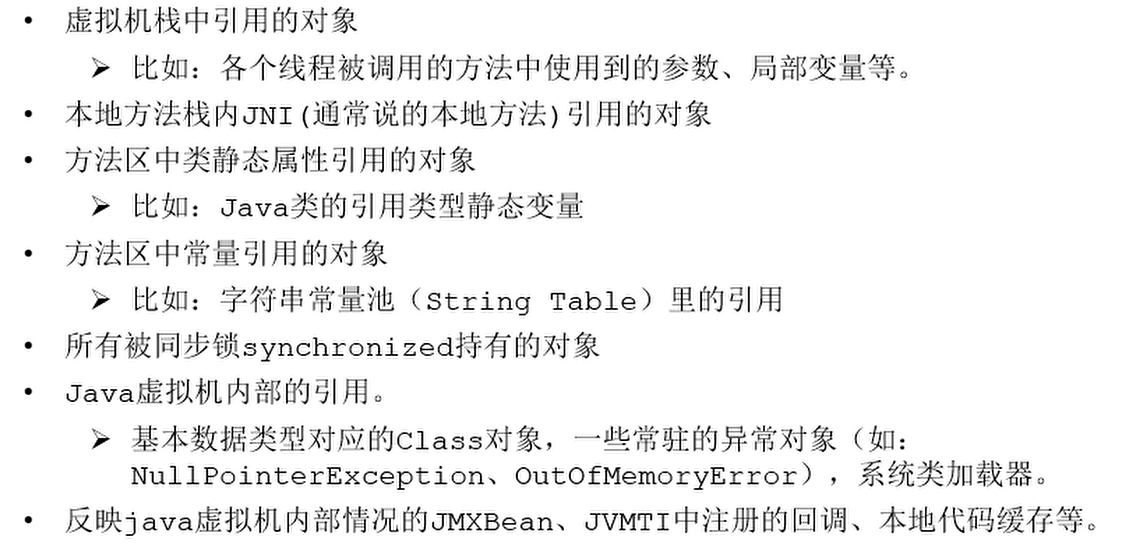 • 虚拟机栈中引用的对象
➢ 比如：各个线程被调用的方法中使用到的参数、局部变量等。
• 本地方法栈内JNI(通常说的本地方法)引用的对象
• 方法区中类静态属性引用的对象
➢ 比如：Java类的引用类型静态变量
• 方法区中常量引用的对象
➢ 比如：字符串常量池（String Table）里的引用
• 所有被同步锁synchronized持有的对象
• Java虚拟机内部的引用。
➢ 基本数据类型对应的Class对象，一些常驻的异常对象（如：
NullPointerException、OutOfMemoryError），系统类加载器。
• 反映java虚拟机内部情况的JMXBean、JVMTI中注册的回调、本地代码缓存等。